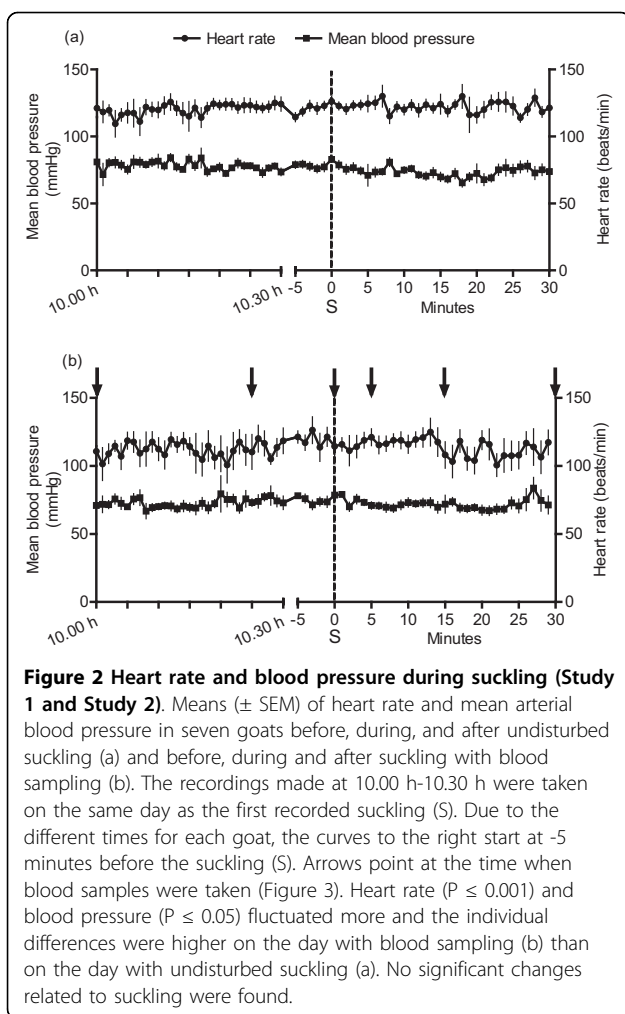 (a)
Heart rate
Mean blood pressure
150
100
50
0
Mean blood pressure
(mmHg)
150
100
50
0
Heart rate (beats/min)
10.00 h
10.30 h
-5 0 5 10 15 20 25 30
S
Minutes
(b)
150
100
50
0
Mean blood pressure
(mmHg)
150
100
50
0
Heart rate (beats/min)
10.00 h
10.30 h
-5 0 5 10 15 20 25 30
S
Minutes
Figure 2 Heart rate and blood pressure during suckling (Study
1 and Study 2). Means (± SEM) of heart rate and mean arterial
blood pressure in seven goats before, during, and after undisturbed
suckling (a) and before, during and after suckling with blood
sampling (b). The recordings made at 10.00 h-10.30 h were taken
on the same day as the first recorded suckling (S). Due to the
different times for each goat, the curves to the right start at -5
minutes before the suckling (S). Arrows point at the time when
blood samples were taken (Figure 3). Heart rate (P ≤ 0.001) and
blood pressure (P ≤ 0.05) fluctuated more and the individual
differences were higher on the day with blood sampling (b) than
on the day with undisturbed suckling (a). No significant changes
related to suckling were found.